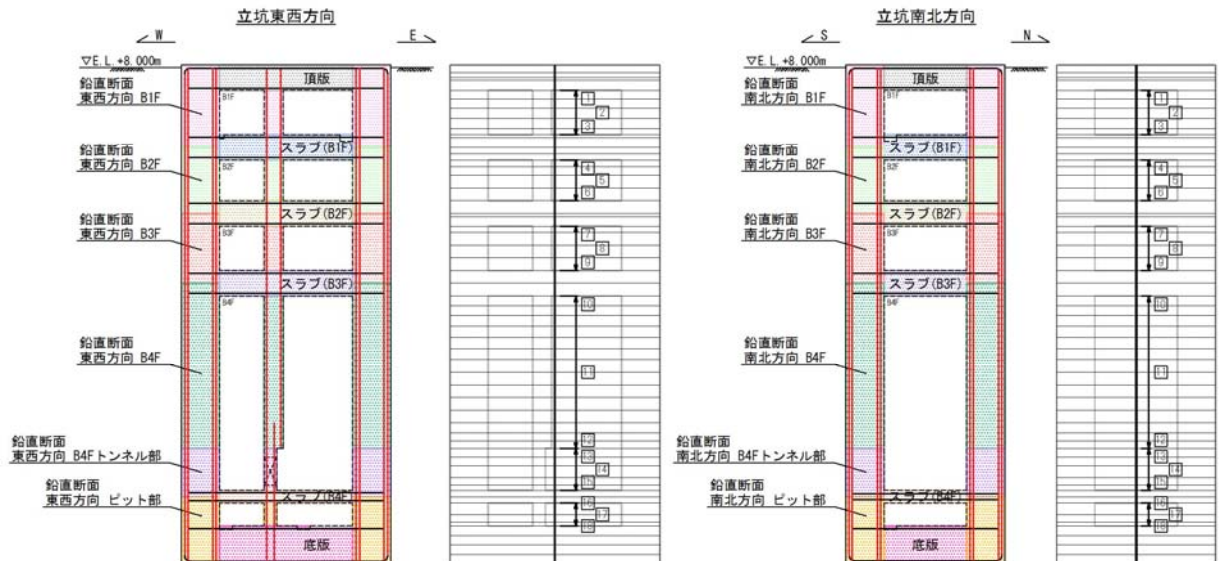 立坑東西方向
W
E
▽E.L.+8.000m
鉛直断面
東西方向 B1F
鉛直断面
東西方向 B2F
鉛直断面
東西方向 B3F
鉛直断面
東西方向 B4F
鉛直断面
東西方向 B4Fトンネル部
鉛直断面
東西方向 ピット部
頂版
B1F
スラブ(B1F)
B2F
スラブ(B2F)
B3F
スラブ(B3F)
B4F
スラブ(B4F)
底版
1
2
3
4
5
6
7
8
9
10
11
12
13
14
15
16
17
18
立坑南北方向
S
N
▽E.L.+8.000m
鉛直断面
南北方向 B1F
鉛直断面
南北方向 B2F
鉛直断面
南北方向 B3F
鉛直断面
南北方向 B4F
鉛直断面
南北方向 B4Fトンネル部
鉛直断面
南北方向 ピット部
頂版
B1F
スラブ(B1F)
B2F
スラブ(B2F)
B3F
スラブ(B3F)
B4F
スラブ(B4F)
底版
1
2
3
4
5
6
7
8
9
10
11
12
13
14
15
16
17
18